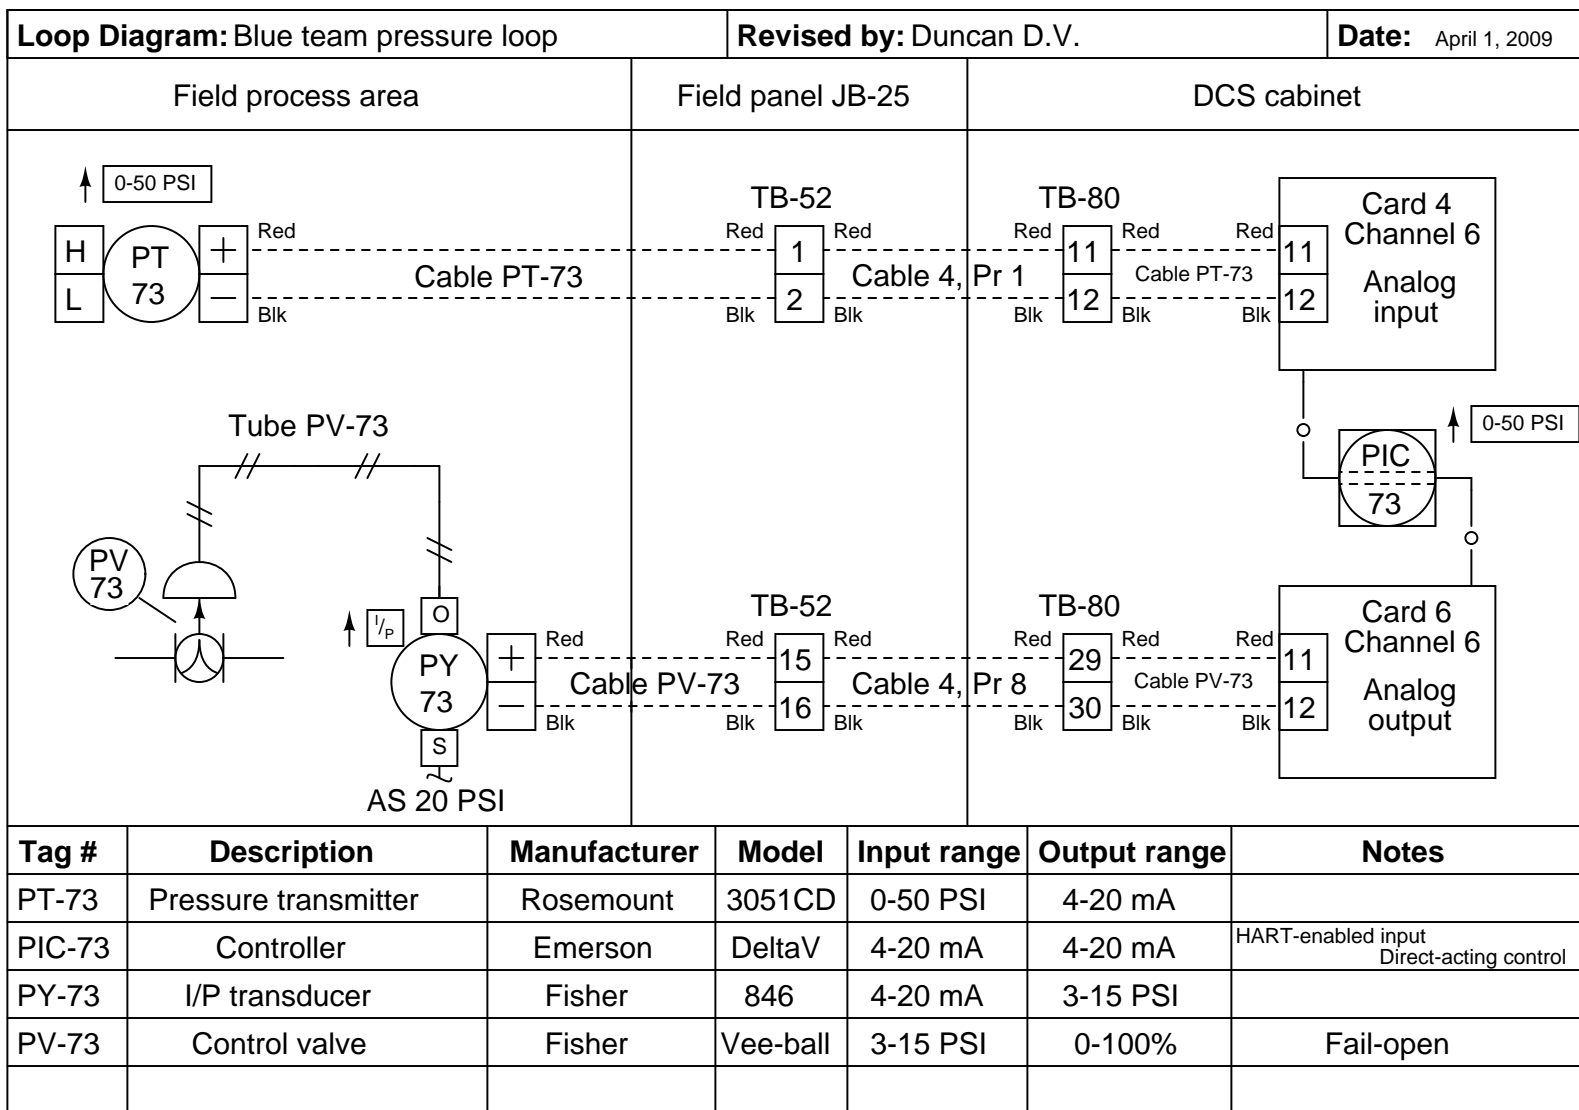 Loop Diagram: Blue team pressure loop
Revised by: Duncan D.V.
Date: April 1, 2009
Field process area
Field panel JB-25
DCS cabinet
0-50 PSI
H
L
PT
73
+
—
Red
Blk
Cable PT-73
TB-52
Red
1
Red
Blk
2
Blk
Cable 4, Pr 1
TB-80
Red
11
Red
Blk
12
Blk
Cable PT-73
Red
11
Blk
12
Card 4
Channel 6
Analog
input
0-50 PSI
PIC
73
Tube PV-73
PV
73
I/P
O
PY
73
S
AS 20 PSI
+
—
Red
Blk
Cable PV-73
TB-52
Red
15
Red
Blk
16
Blk
Cable 4, Pr 8
TB-80
Red
29
Red
Blk
30
Blk
Cable PV-73
Red
11
Blk
12
Card 6
Channel 6
Analog
output
Tag # Description Manufacturer Model Input range Output range Notes
PT-73 Pressure transmitter Rosemount 3051CD 0-50 PSI 4-20 mA
PIC-73 Controller Emerson DeltaV 4-20 mA 4-20 mA HART-enabled input
Direct-acting control
PY-73 I/P transducer Fisher 846 4-20 mA 3-15 PSI
PV-73 Control valve Fisher Vee-ball 3-15 PSI 0-100% Fail-open